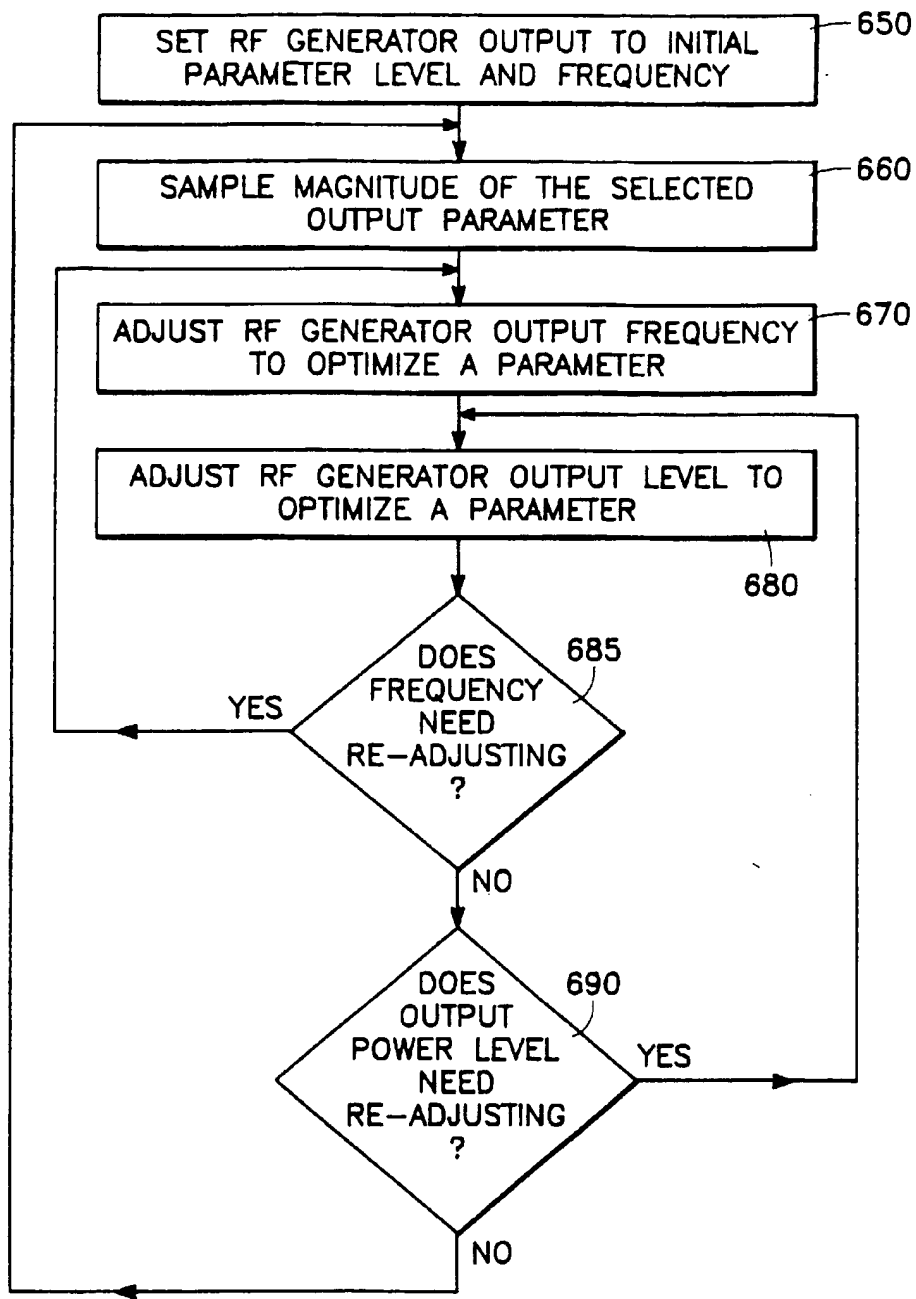 SET RF GENERATOR OUTPUT TO INITIAL
PARAMETER LEVEL AND FREQUENCY
650
SAMPLE MAGNITUDE OF THE SELECTED
OUTPUT PARAMETER
660
ADJUST RF GENERATOR OUTPUT FREQUENCY
TO OPTIMIZE A PARAMETER
670
ADJUST RF GENERATOR OUTPUT LEVEL TO
OPTIMIZE A PARAMETER
680
DOES
FREQUENCY
NEED
RE-ADJUSTING
?
685
YES
NO
DOES
OUTPUT
POWER LEVEL
NEED
RE-ADJUSTING
?
690
YES
NO